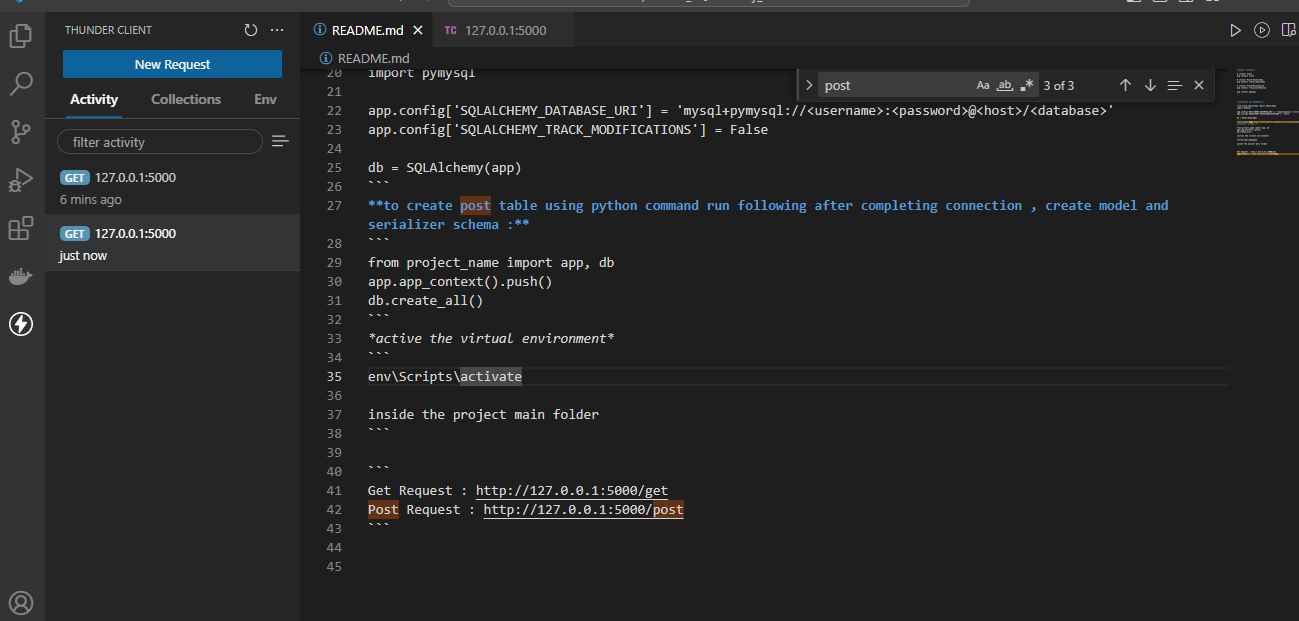 THUNDER CLIENT
New Request
Activity Collections Env
filter activity
GET 127.0.0.1:5000
6 mins ago
GET 127.0.0.1:5000
just now
README.md
TC 127.0.0.1:5000
README.md
post
Aa ab .* 3 of 3
20 import pymysql
21
22 app.config['SQLALCHEMY_DATABASE_URI'] = 'mysql+pymysql://<username>:<password>@<host>/<database>'
23 app.config['SQLALCHEMY_TRACK_MODIFICATIONS'] = False
24
25 db = SQLAlchemy(app)
26 ```
27 **to create post table using python command run following after completing connection , create model and
serializer schema :**
28 ```
29 from project_name import app, db
30 app.app_context().push()
31 db.create_all()
32 ```
33 *active the virtual environment*
34 ```
35 env\Scripts\activate
36
37 inside the project main folder
38 ```
39
40 ```
41 Get Request : http://127.0.0.1:5000/get
42 Post Request : http://127.0.0.1:5000/post
43 ```
44
45